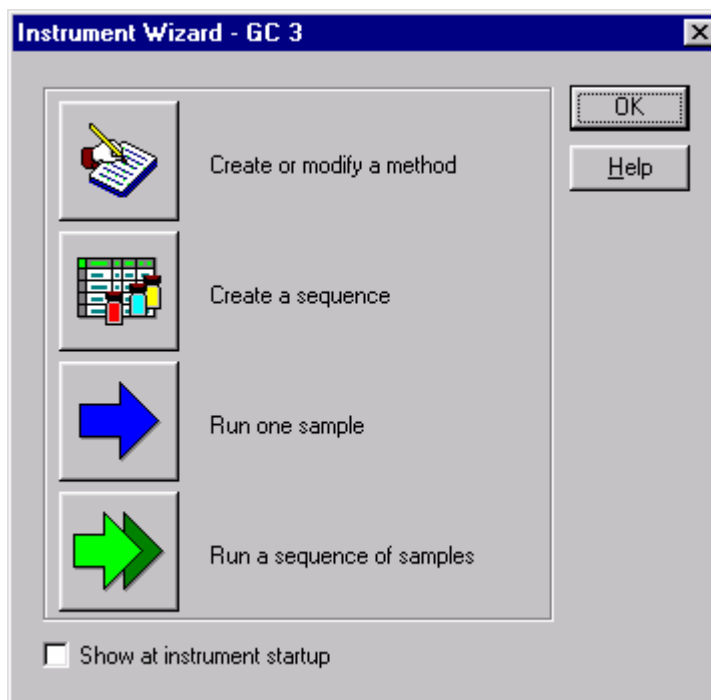 Instrument Wizard - GC 3
OK
Create or modify a method
Help
Create a sequence
Run one sample
Run a sequence of samples
Show at instrument startup